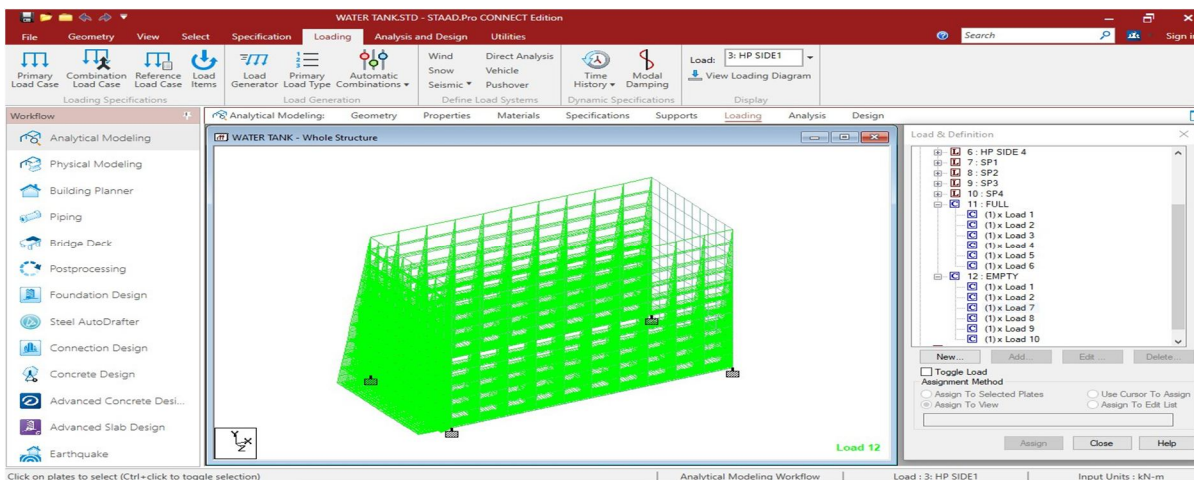 WATER TANK.STD - STAAD.Pro CONNECT Edition
File Geometry View Select Specification Loading Analysis and Design Utilities
Search
Sign in
Primary Load Case
Combination Load Case
Reference Load Case
Load Items
Loading Specifications
Load Generator
Primary Load Type
Automatic Combinations
Load Generation
Wind
Snow
Seismic
Direct Analysis
Vehicle
Pushover
Define Load Systems
Time History
Modal Damping
Dynamic Specifications
Load: 3: HP SIDE1
View Loading Diagram
Display
Workflow
Analytical Modeling
Physical Modeling
Building Planner
Piping
Bridge Deck
Postprocessing
Foundation Design
Steel AutoDrafter
Connection Design
Concrete Design
Advanced Concrete Desi...
Advanced Slab Design
Earthquake
Analytical Modeling: Geometry Properties Materials Specifications Supports Loading Analysis Design
WATER TANK - Whole Structure
Y
X
Z
Load 12
Load & Definition
6 : HP SIDE 4
7 : SP1
8 : SP2
9 : SP3
10 : SP4
11 : FULL
(1) x Load 1
(1) x Load 2
(1) x Load 3
(1) x Load 4
(1) x Load 5
(1) x Load 6
12 : EMPTY
(1) x Load 1
(1) x Load 2
(1) x Load 7
(1) x Load 8
(1) x Load 9
(1) x Load 10
New... Add... Edit ... Delete...
Toggle Load
Assignment Method
Assign To Selected Plates
Use Cursor To Assign
Assign To View
Assign To Edit List
Assign Close Help
Click on plates to select (Ctrl+click to toggle selection)
Analytical Modeling Workflow
Load : 3: HP SIDE1
Input Units : kN-m